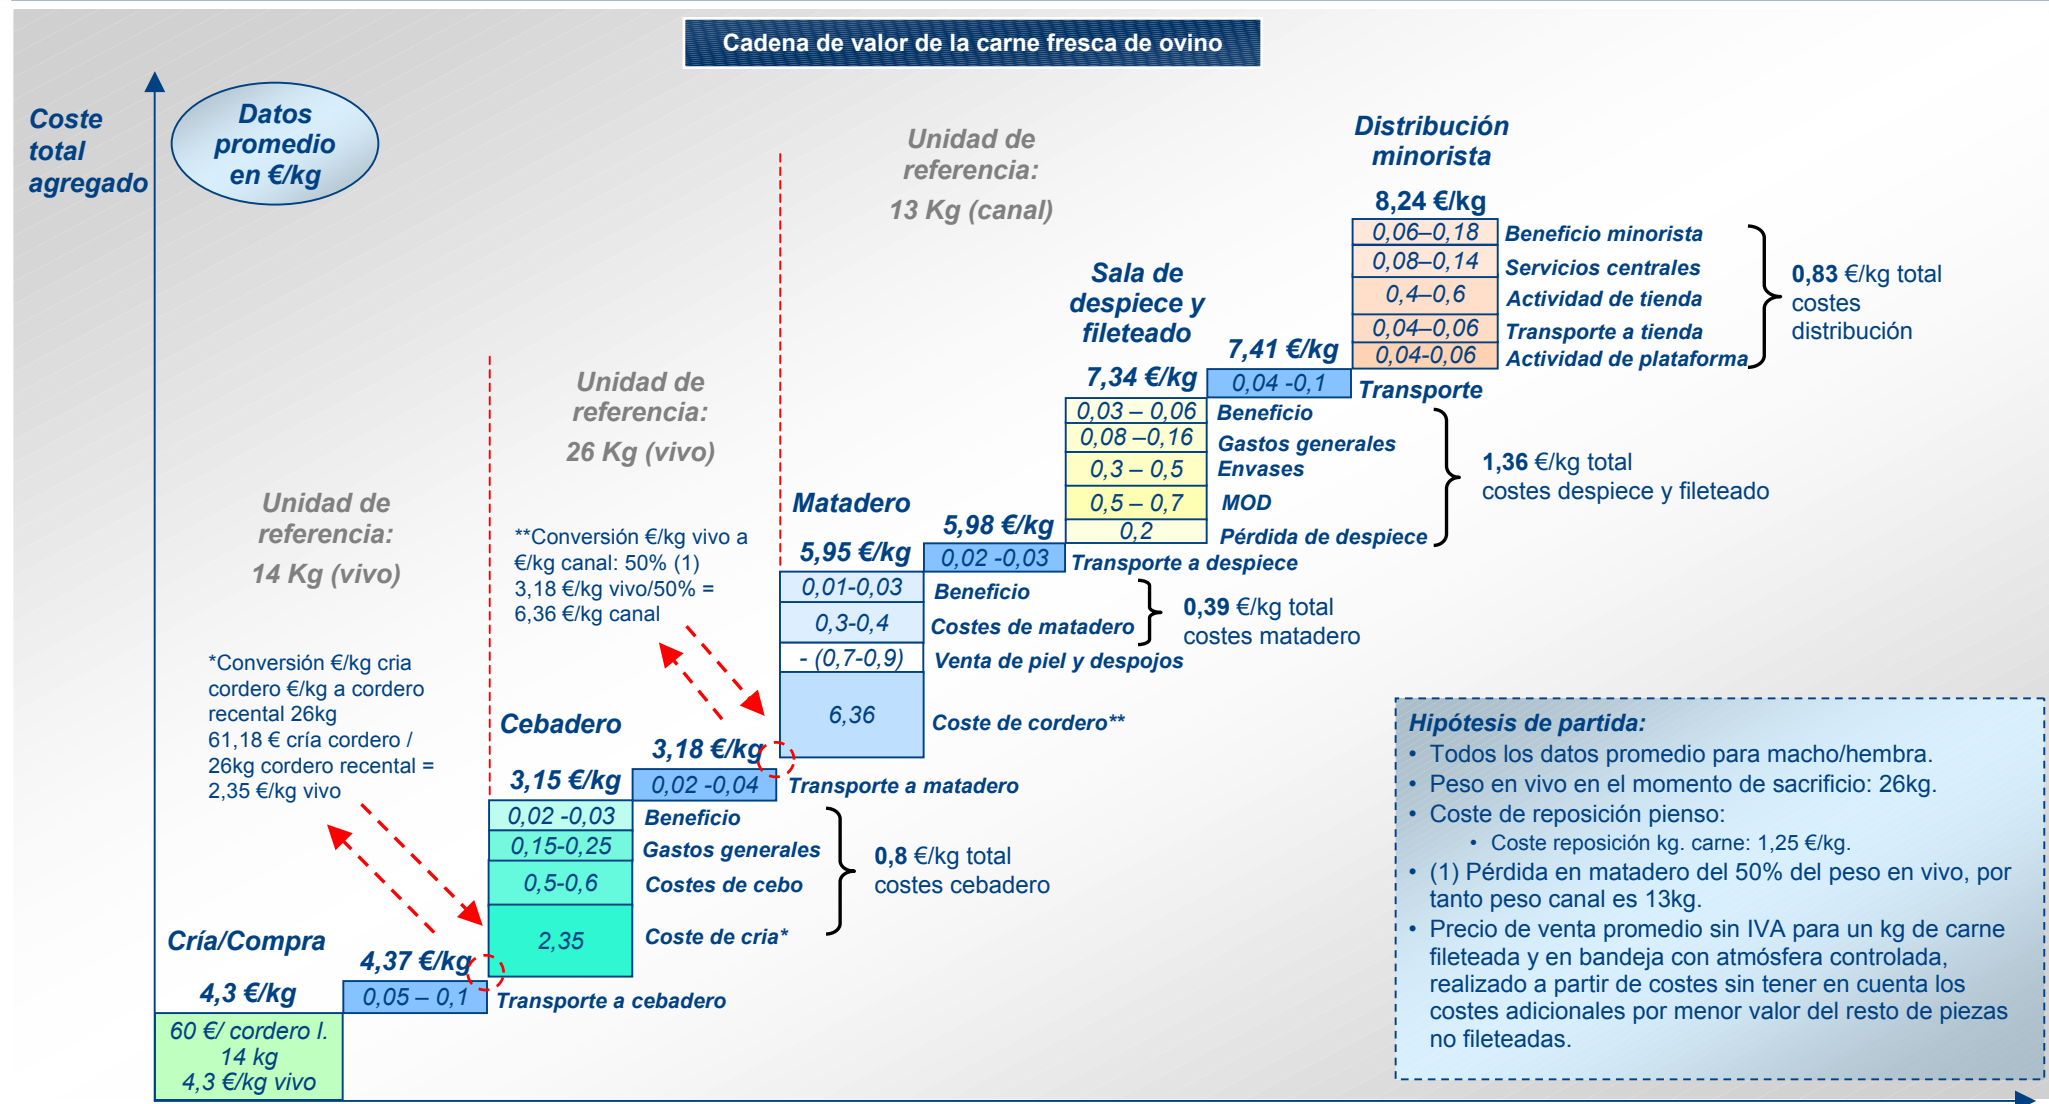 Cadena de valor de la carne fresca de ovino
Coste
total
agregado
Datos
promedio
en €/kg
Unidad de
referencia:
14 Kg (vivo)
Unidad de
referencia:
26 Kg (vivo)
Unidad de
referencia:
13 Kg (canal)
*Conversión €/kg cria
cordero €/kg a cordero
recental 26kg
61,18 € cría cordero /
26kg cordero recental =
2,35 €/kg vivo
**Conversión €/kg vivo a
€/kg canal: 50% (1)
3,18 €/kg vivo/50% =
6,36 €/kg canal
Cría/Compra
4,3 €/kg
60 €/ cordero l.
14 kg
4,3 €/kg vivo
4,37 €/kg
0,05 – 0,1
Transporte a cebadero
Cebadero
3,15 €/kg
0,02 -0,03 Beneficio
0,15-0,25 Gastos generales
0,5-0,6 Costes de cebo
2,35 Coste de cria*
0,8 €/kg total
costes cebadero
3,18 €/kg
0,02 -0,04 Transporte a matadero
Matadero
5,95 €/kg
0,01-0,03 Beneficio
0,3-0,4 Costes de matadero
- (0,7-0,9) Venta de piel y despojos
6,36 Coste de cordero**
0,39 €/kg total
costes matadero
5,98 €/kg
0,02 -0,03 Transporte a despiece
Sala de
despiece y
fileteado
7,34 €/kg
0,03 – 0,06 Beneficio
0,08 –0,16 Gastos generales
0,3 – 0,5 Envases
0,5 – 0,7 MOD
0,2 Pérdida de despiece
1,36 €/kg total
costes despiece y fileteado
7,41 €/kg
0,04 -0,1 Transporte
Distribución
minorista
8,24 €/kg
0,06–0,18 Beneficio minorista
0,08–0,14 Servicios centrales
0,4–0,6 Actividad de tienda
0,04–0,06 Transporte a tienda
0,04-0,06 Actividad de plataforma
0,83 €/kg total
costes
distribución
Hipótesis de partida:
• Todos los datos promedio para macho/hembra.
• Peso en vivo en el momento de sacrificio: 26kg.
• Coste de reposición pienso:
• Coste reposición kg. carne: 1,25 €/kg.
• (1) Pérdida en matadero del 50% del peso en vivo, por
tanto peso canal es 13kg.
• Precio de venta promedio sin IVA para un kg de carne
fileteada y en bandeja con atmósfera controlada,
realizado a partir de costes sin tener en cuenta los
costes adicionales por menor valor del resto de piezas
no fileteadas.